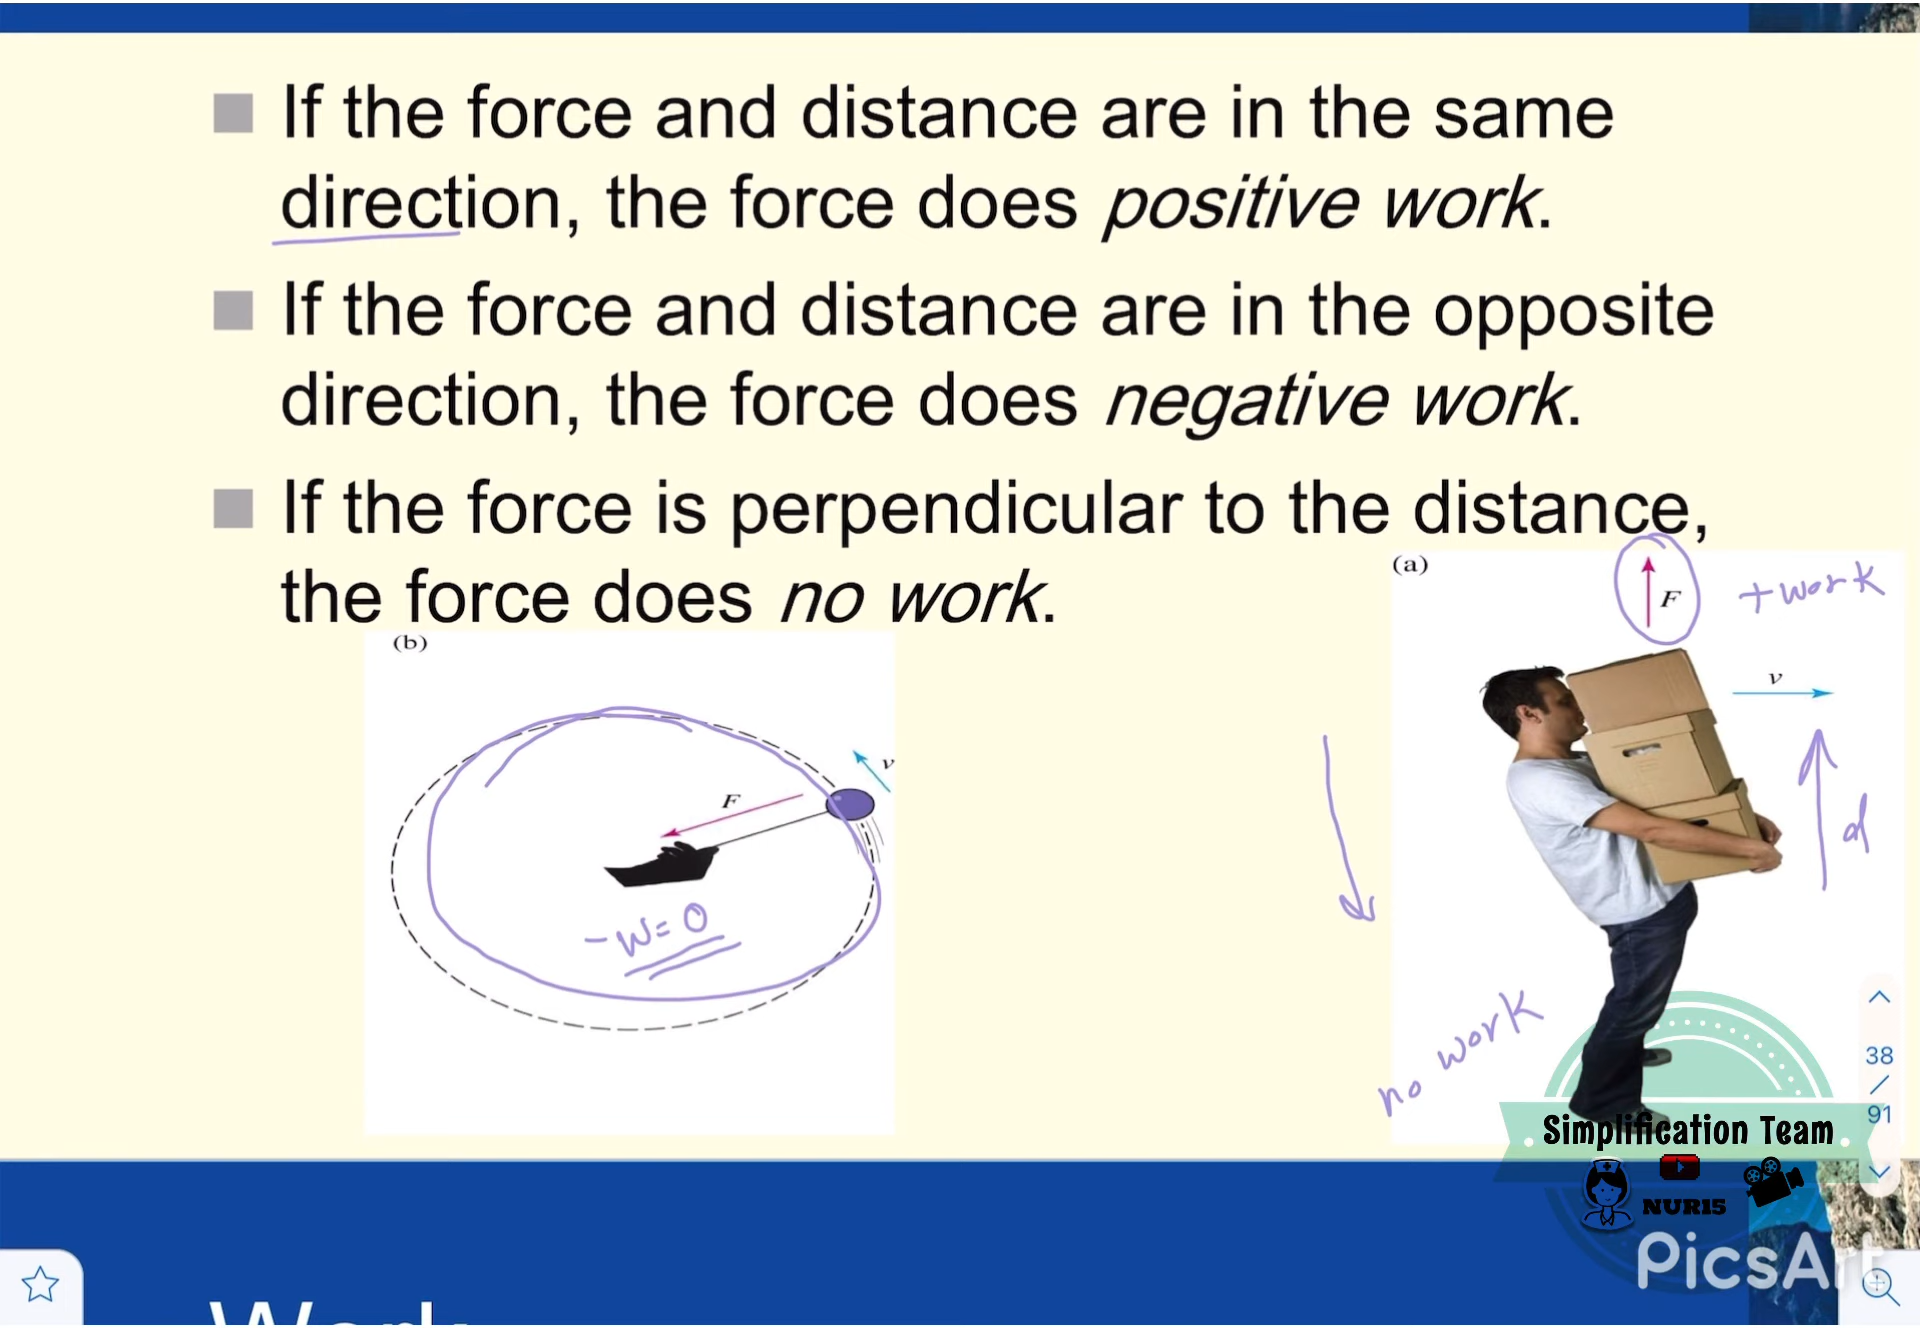 If the force and distance are in the same
direction, the force does positive work.
If the force and distance are in the opposite
direction, the force does negative work.
If the force is perpendicular to the distance,
the force does no work.
(a)
F
+ work
(b)
v
v
F
d
- W = 0
no work
38
/
91
Simplification Team
NUR15
PicsArt
Work